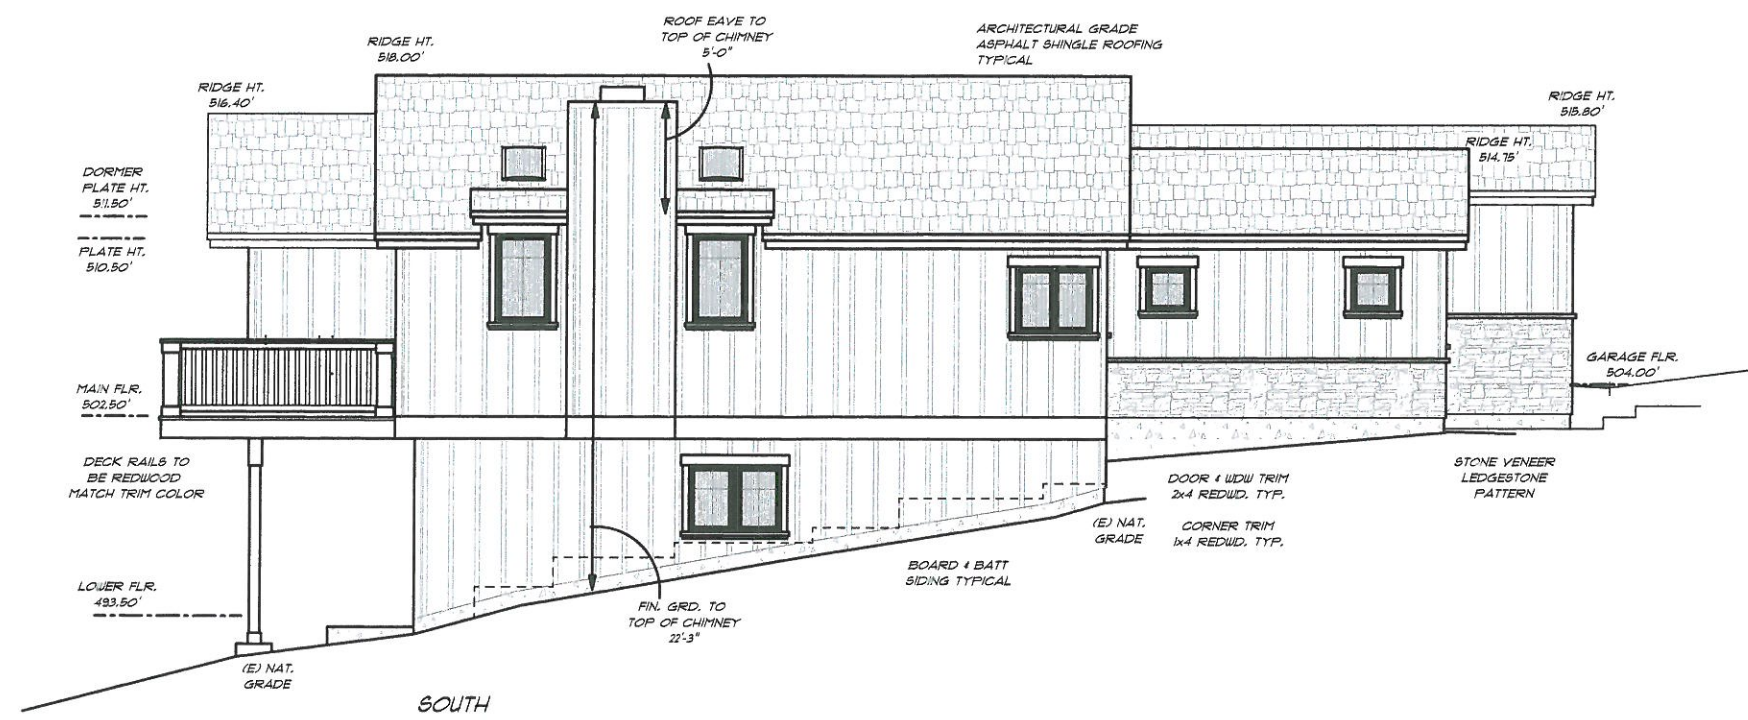 ROOF EAVE TO
TOP OF CHIMNEY
5'-0"
ARCHITECTURAL GRADE
ASPHALT SHINGLE ROOFING
TYPICAL
RIDGE HT.
518.00'
RIDGE HT.
516.40'
RIDGE HT.
515.80'
RIDGE HT.
514.75'
DORMER
PLATE HT.
511.50'
PLATE HT.
510.50'
GARAGE FLR.
504.00'
MAIN FLR.
502.50'
DECK RAILS TO
BE REDWOOD
MATCH TRIM COLOR
STONE VENEER
LEDGESTONE
PATTERN
DOOR & WDW TRIM
2x4 REDWD. TYP.
(E) NAT.
GRADE
CORNER TRIM
1x4 REDWD. TYP.
BOARD & BATT
SIDING TYPICAL
LOWER FLR.
493.50'
FIN. GRD. TO
TOP OF CHIMNEY
22'-3"
(E) NAT.
GRADE
SOUTH